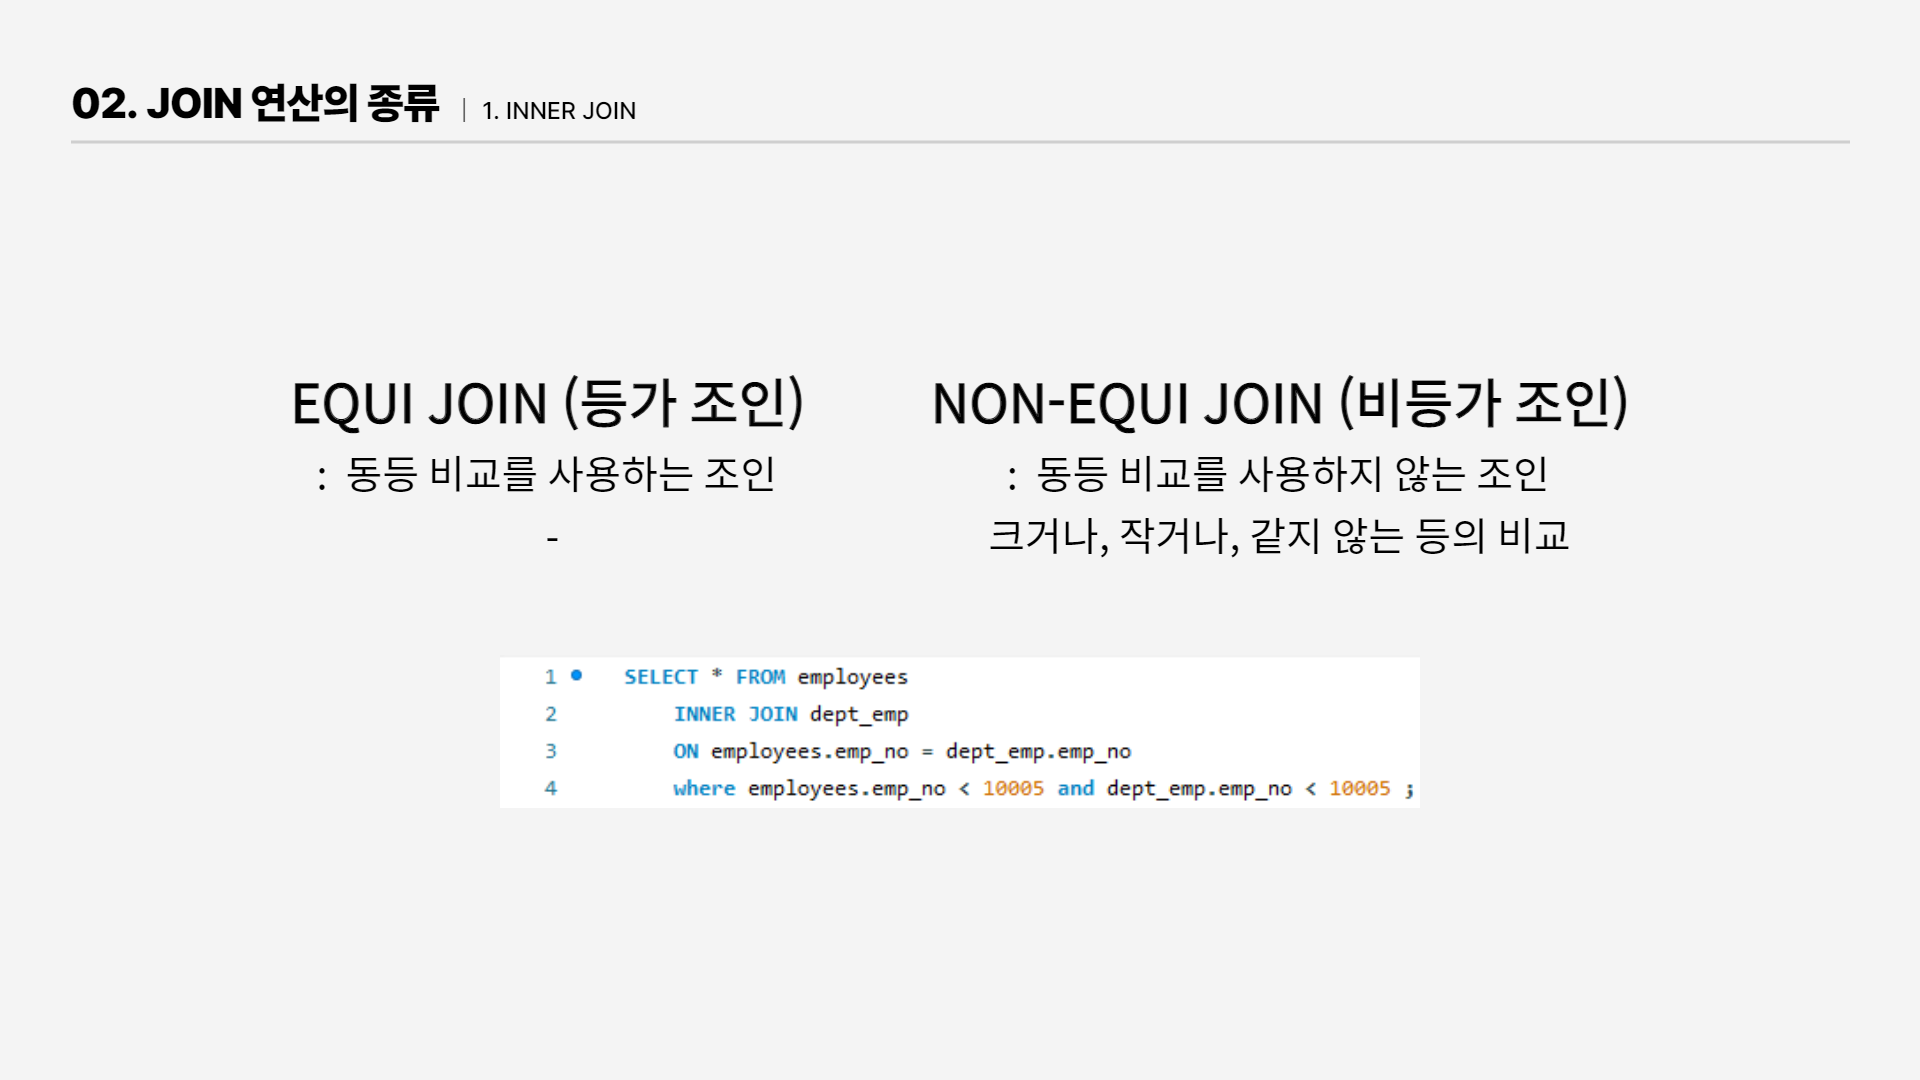 02. JOIN 연산의 종류 | 1. INNER JOIN
EQUI JOIN (등가 조인)
: 동등 비교를 사용하는 조인
-
NON-EQUI JOIN (비등가 조인)
: 동등 비교를 사용하지 않는 조인
크거나, 작거나, 같지 않는 등의 비교
1 SELECT * FROM employees
2 INNER JOIN dept_emp
3 ON employees.emp_no = dept_emp.emp_no
4 where employees.emp_no < 10005 and dept_emp.emp_no < 10005 ;